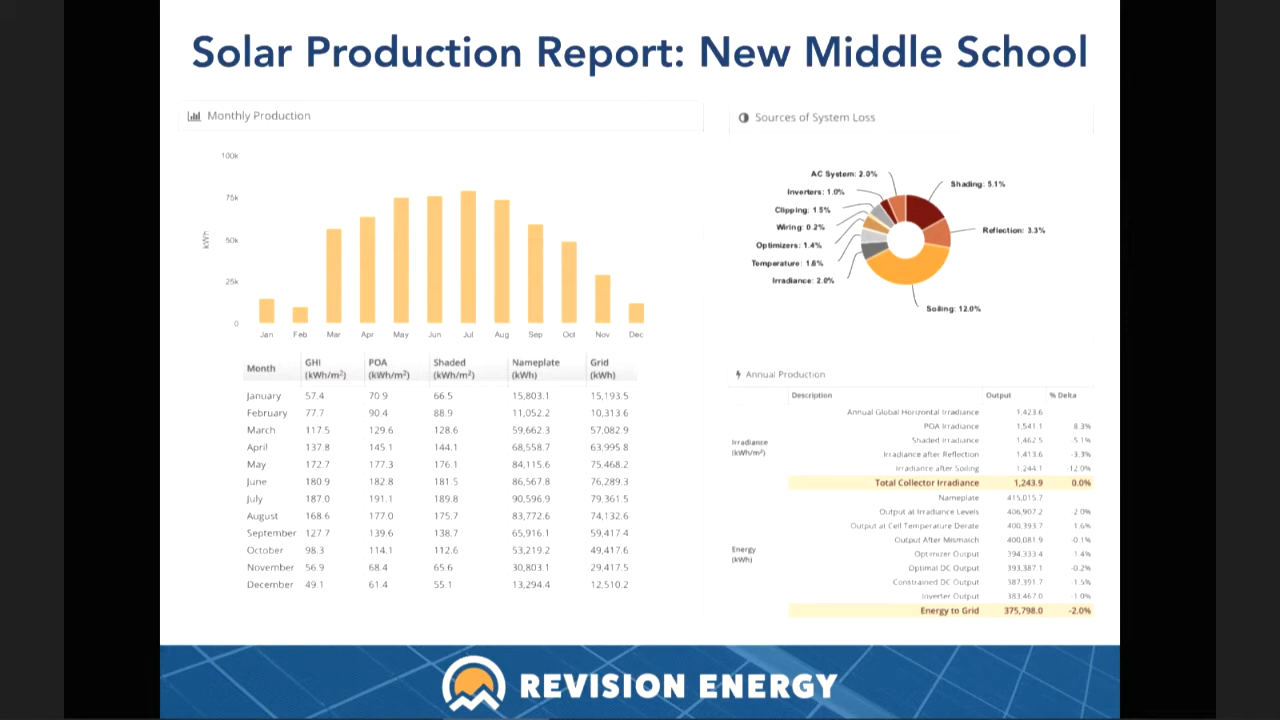 Solar Production Report: New Middle School
Monthly Production
100k
75k
50k
25k
0
kWh
Jan Feb Mar Apr May Jun Jul Aug Sep Oct Nov Dec
Month GHI (kWh/m²) POA (kWh/m²) Shaded (kWh/m²) Nameplate (kWh) Grid (kWh)
January 57.4 70.9 66.5 15,803.1 15,193.5
February 77.7 90.4 88.9 11,052.2 10,313.6
March 117.5 129.6 128.6 59,662.3 57,082.9
April 137.8 145.1 144.1 68,558.7 63,995.8
May 172.7 177.3 176.1 84,115.6 75,468.2
June 180.9 182.8 181.5 86,567.8 76,289.3
July 187.0 191.1 189.8 90,596.9 79,361.5
August 168.6 177.0 175.7 83,772.6 74,132.6
September 127.7 139.6 138.7 65,916.1 59,417.4
October 98.3 114.1 112.6 53,219.2 49,417.6
November 56.9 68.4 65.6 30,803.1 29,417.5
December 49.1 61.4 55.1 13,294.4 12,510.2
Sources of System Loss
AC System: 2.0%
Shading: 5.1%
Inverters: 1.0%
Clipping: 1.5%
Wiring: 0.2%
Reflection: 3.3%
Optimizers: 1.4%
Temperature: 1.6%
Irradiance: 2.0%
Soiling: 12.0%
Annual Production
Description Output % Delta
Irradiance (kWh/m²)
Annual Global Horizontal Irradiance 1,423.6
POA Irradiance 1,541.1 8.3%
Shaded Irradiance 1,462.5 -5.1%
Irradiance after Reflection 1,413.6 -3.3%
Irradiance after Soiling 1,244.1 -12.0%
Total Collector Irradiance 1,243.9 0.0%
Energy (kWh)
Nameplate 415,015.7
Output at Irradiance Levels 406,907.2 2.0%
Output at Cell Temperature Derate 400,393.7 1.6%
Output After Mismatch 400,081.9 -0.1%
Optimizer Output 394,333.4 1.4%
Optimal DC Output 393,387.1 -0.2%
Constrained DC Output 387,391.7 -1.5%
Inverter Output 383,467.0 -1.0%
Energy to Grid 375,798.0 -2.0%
REVISION ENERGY